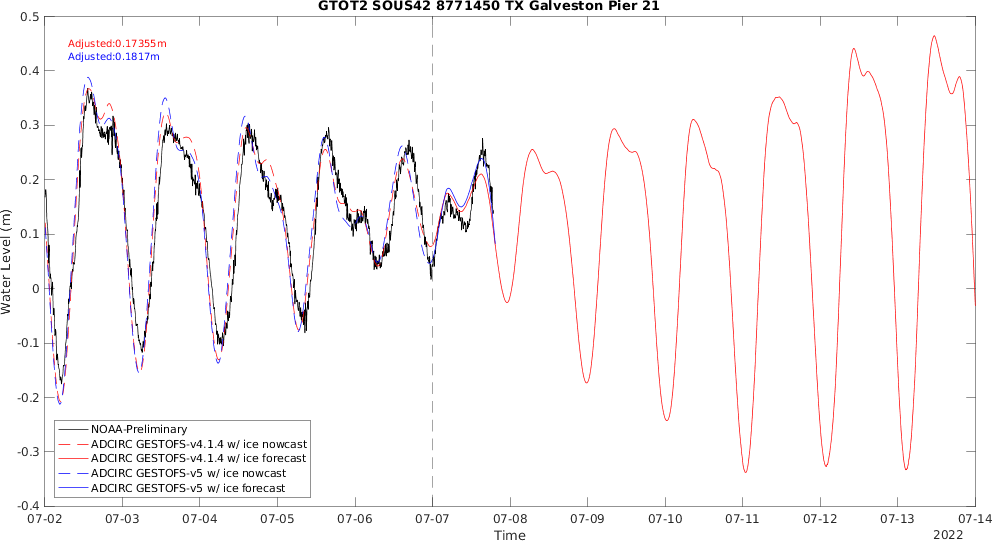 GTOT2 SOUS42 8771450 TX Galveston Pier 21
Adjusted:0.17355m
Adjusted:0.1817m
0.5
0.4
0.3
0.2
0.1
0
-0.1
-0.2
-0.3
-0.4
Water Level (m)
NOAA-Preliminary
ADCIRC GESTOFS-v4.1.4 w/ ice nowcast
ADCIRC GESTOFS-v4.1.4 w/ ice forecast
ADCIRC GESTOFS-v5 w/ ice nowcast
ADCIRC GESTOFS-v5 w/ ice forecast
07-02 07-03 07-04 07-05 07-06 07-07 07-08 07-09 07-10 07-11 07-12 07-13 07-14
Time
2022